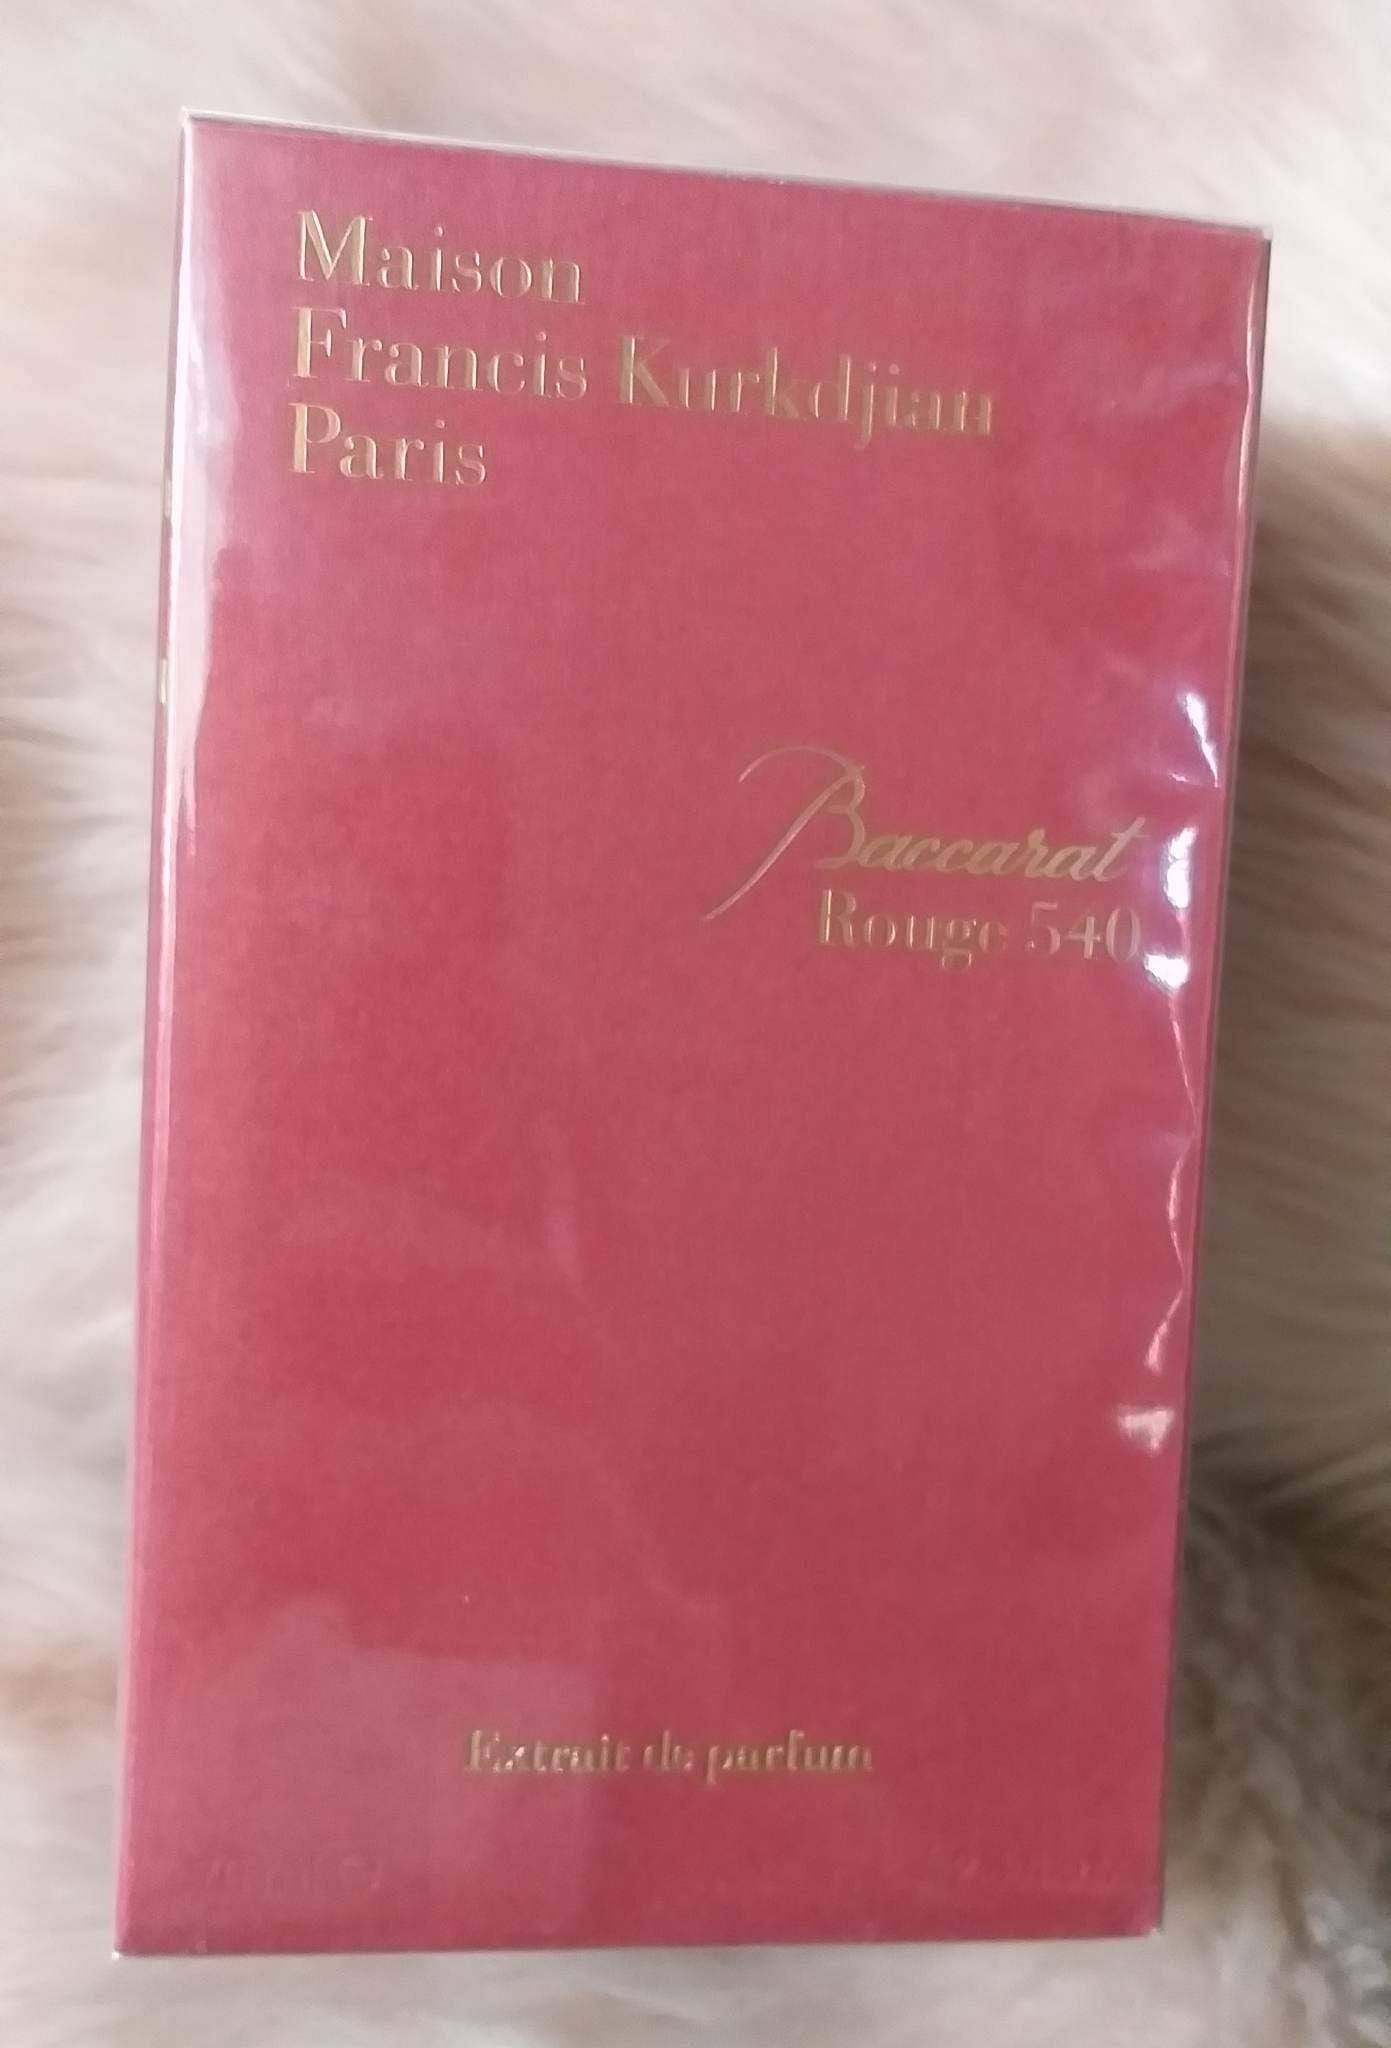 Maison
Francis Kurkdjian
Paris
Baccarat
Rouge 540
Extrait de parfum